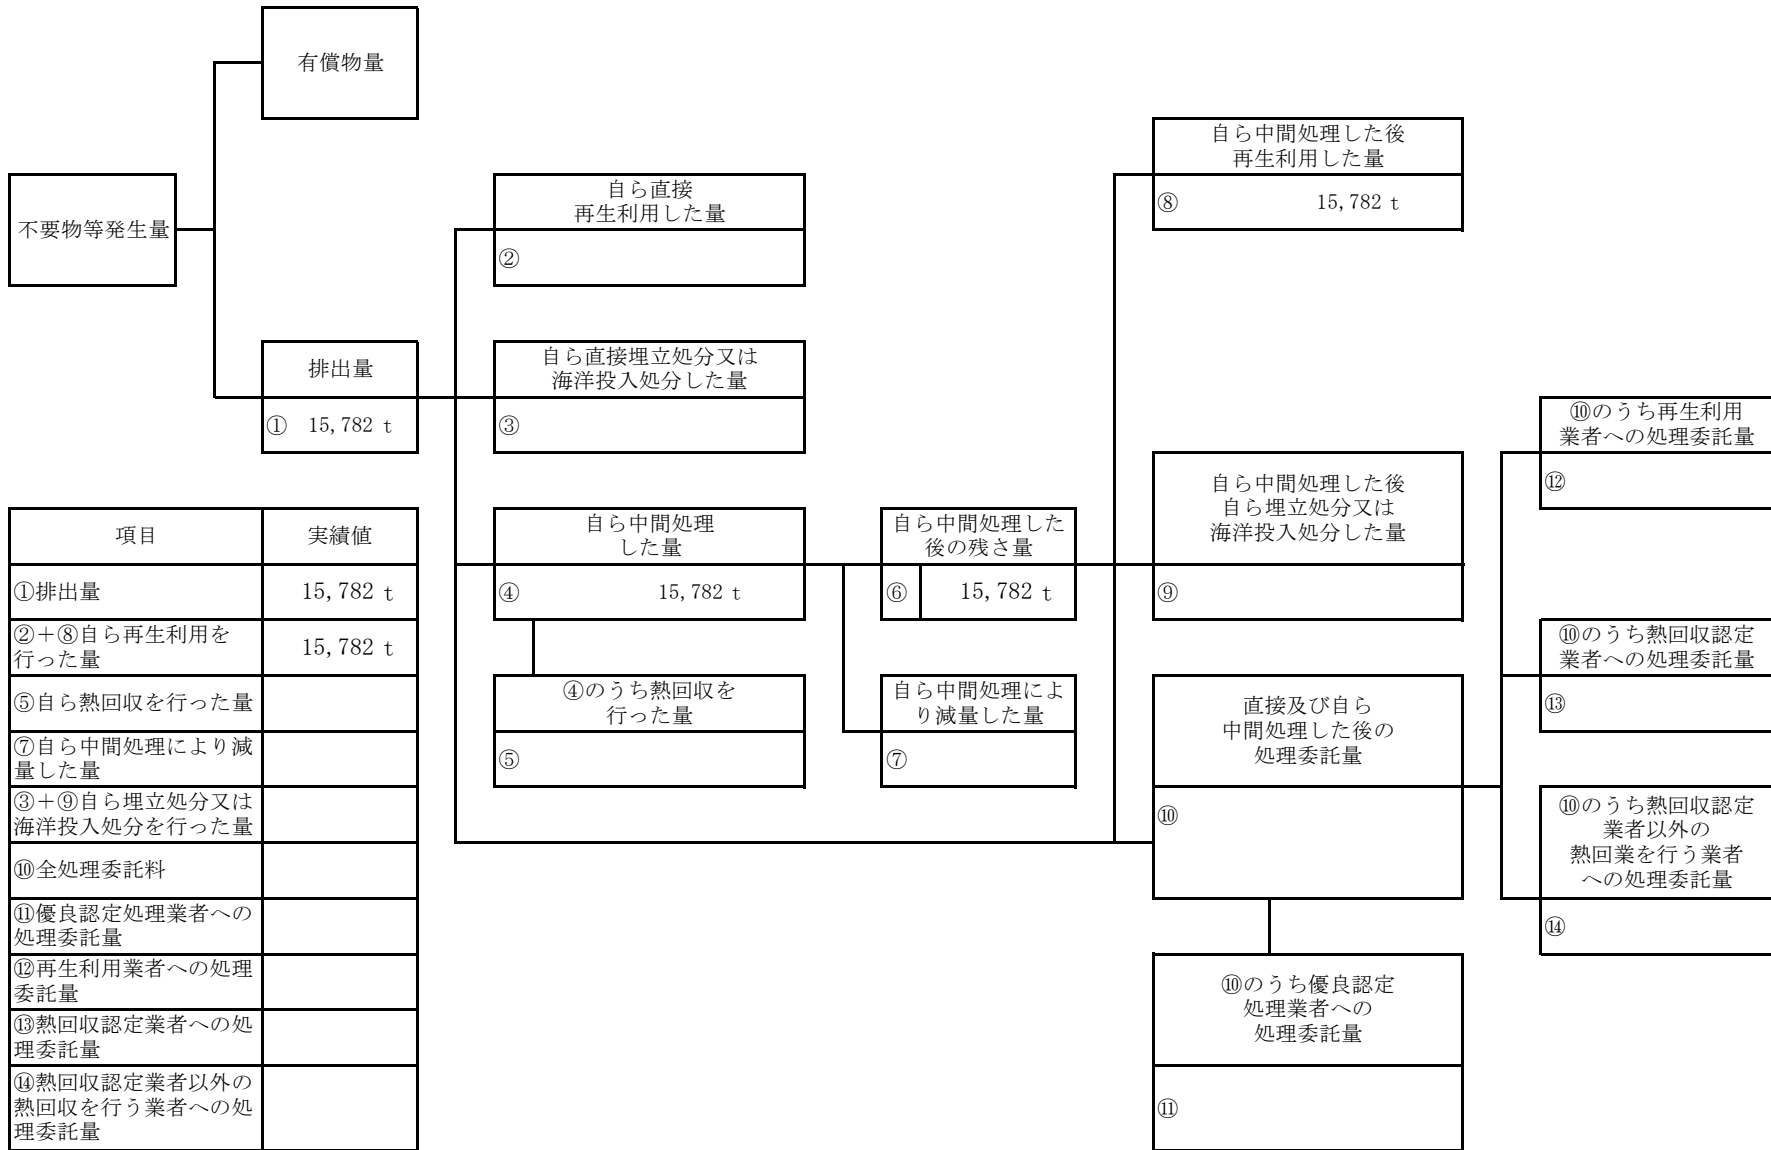 有償物量
自ら中間処理した後
再生利用した量
⑧ 15,782 t
不要物等発生量
自ら直接
再生利用した量
②
排出量
① 15,782 t
自ら直接埋立処分又は
海洋投入処分した量
③
⑩のうち再生利用
業者への処理委託量
⑫
自ら中間処理した後
自ら埋立処分又は
海洋投入処分した量
⑨
自ら中間処理
した量
④ 15,782 t
自ら中間処理した
後の残さ量
⑥ 15,782 t
⑩のうち熱回収認定
業者への処理委託量
⑬
④のうち熱回収を
行った量
⑤
自ら中間処理によ
り減量した量
⑦
直接及び自ら
中間処理した後の
処理委託量
⑩
⑩のうち熱回収認定
業者以外の
熱回業を行う業者
への処理委託量
⑭
⑩のうち優良認定
処理業者への
処理委託量
⑪
項目 実績値
①排出量 15,782 t
②＋⑧自ら再生利用を
行った量 15,782 t
⑤自ら熱回収を行った量
⑦自ら中間処理により減
量した量
③＋⑨自ら埋立処分又は
海洋投入処分を行った量
⑩全処理委託料
⑪優良認定処理業者への
処理委託量
⑫再生利用業者への処理
委託量
⑬熱回収認定業者への処
理委託量
⑭熱回収認定業者以外の
熱回収を行う業者への処
理委託量